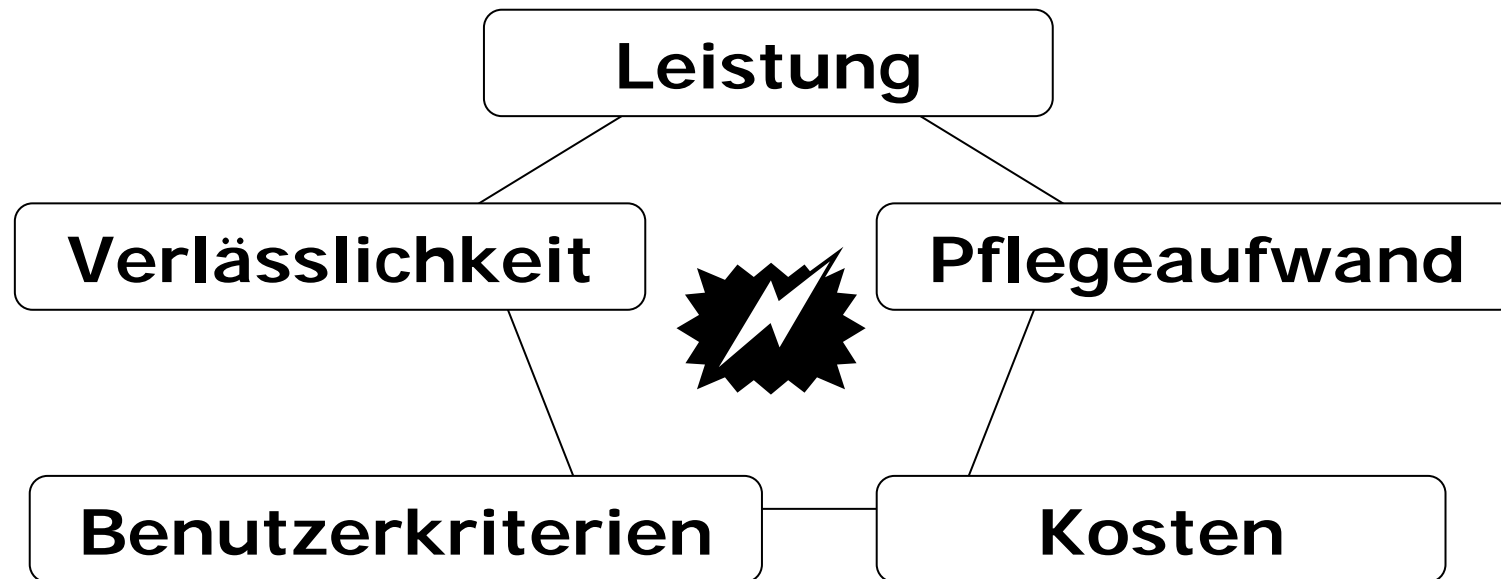 Leistung
Verlässlichkeit
Pflegeaufwand
Benutzerkriterien
Kosten